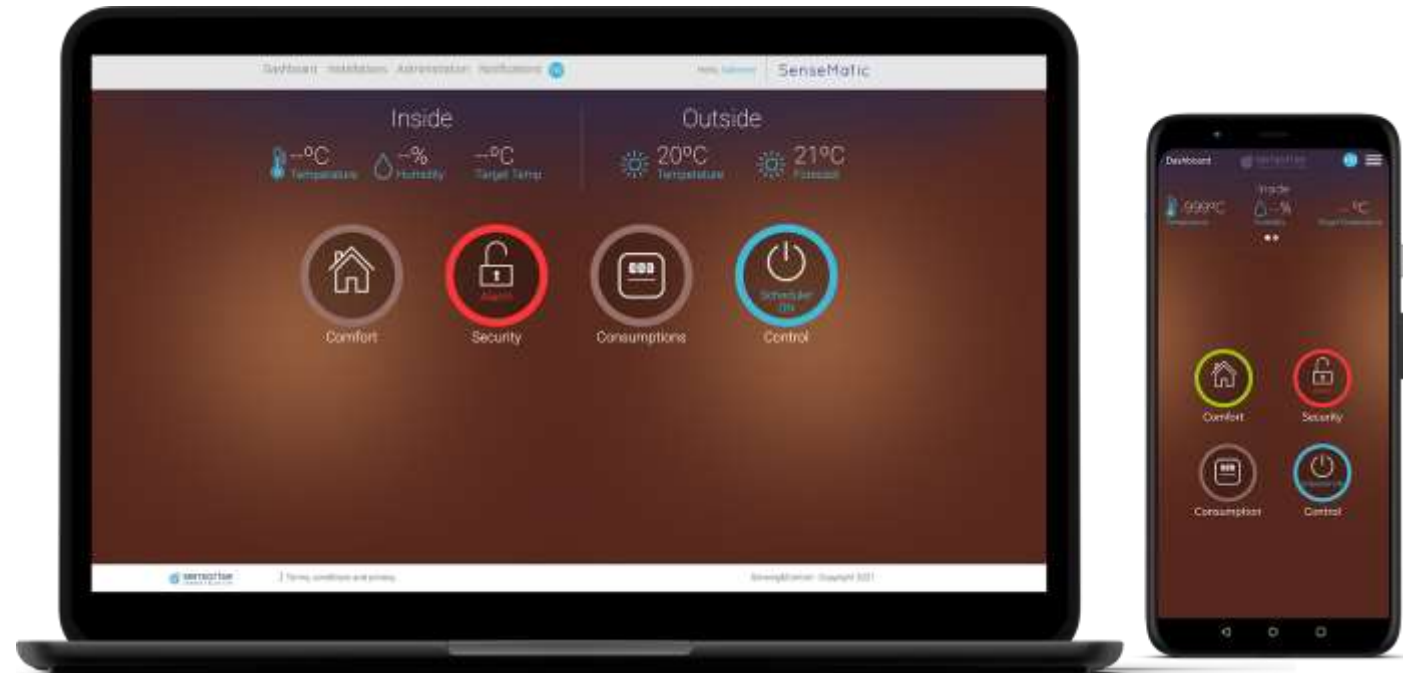 Dashboard Installations Administration Notifications
Hello,
SenseMatic
Inside
Outside
--ºC
--%
--ºC
20ºC
21ºC
Temperature
Humidity
Target Temp
Temperature
Forecast
Alarm
Scheduler
ON
Comfort
Security
Consumptions
Control
Terms, conditions and privacy
Copyright 2021
Dashboard
Inside
-999ºC
--%
--ºC
Comfort
Security
Consumption
Control